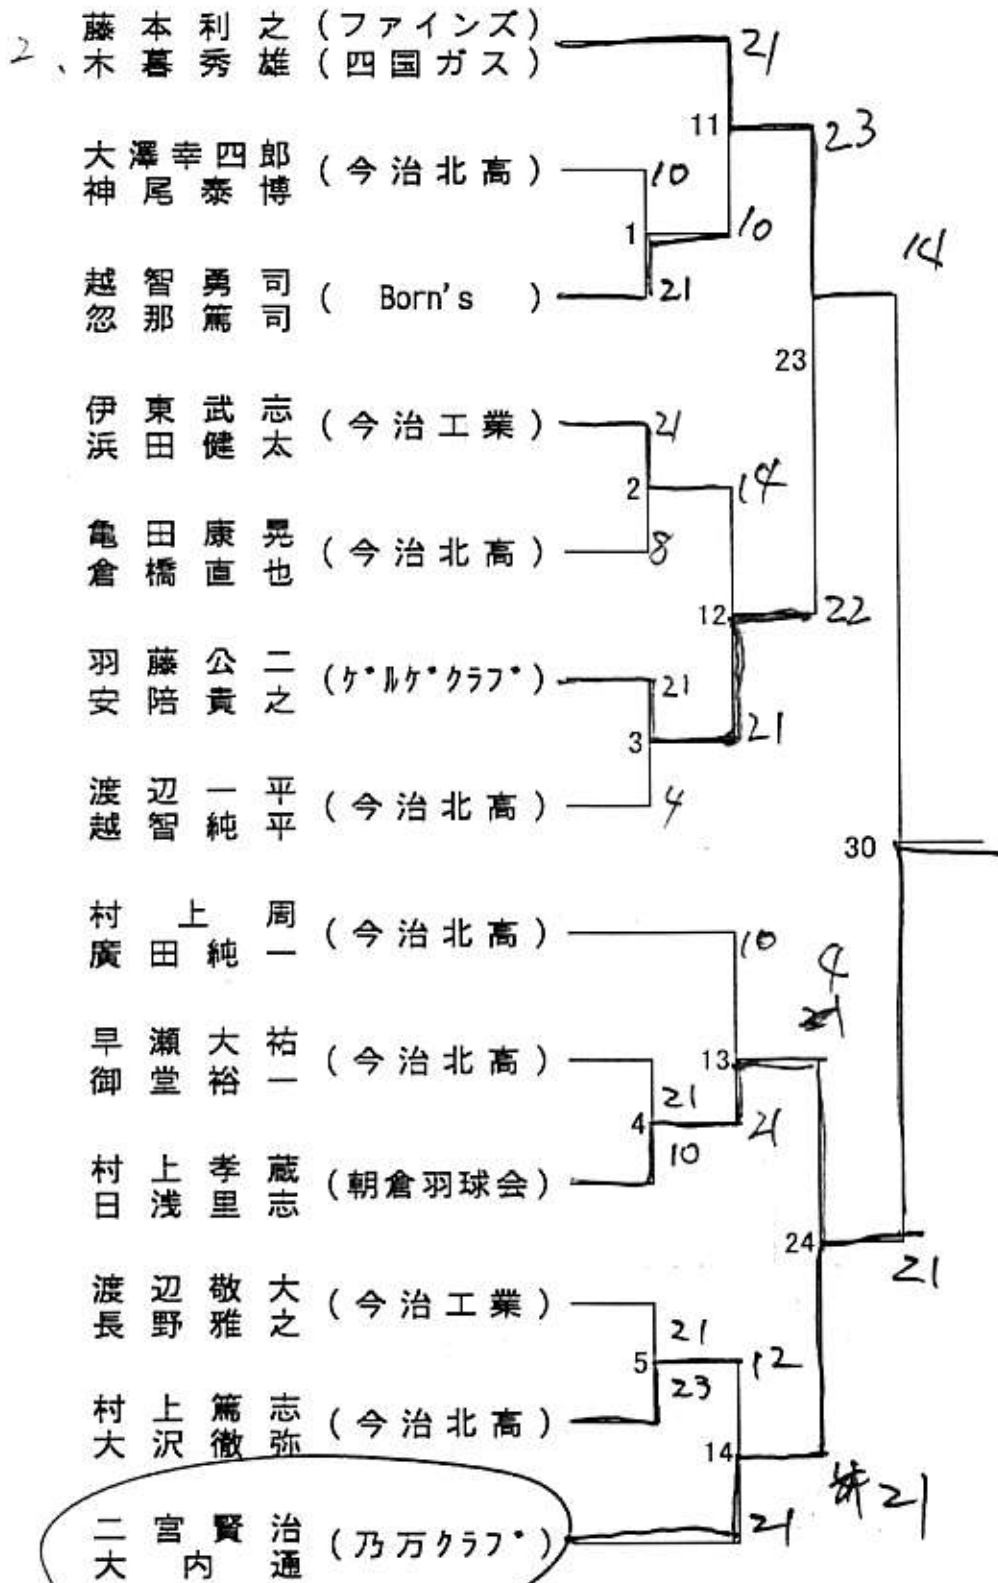 藤本利之(ファインズ)
2、木暮秀雄(四国ガス)
21
11
23
大澤幸四郎
神尾泰博
(今治北高)
10
1
10
14
越智勇司
忽那篤司
(Born's)
21
23
伊東武志
浜田健太
(今治工業)
21
2
14
亀田康晃
倉橋直也
(今治北高)
8
12
22
羽藤公二
安陪貴之
(ゲルゲクラブ)
21
3
21
渡辺一平
越智純平
(今治北高)
4
30
村上周
廣田純一
(今治北高)
10
4
早瀬大祐
御堂裕一
(今治北高)
13
21
4
21
10
村上孝蔵
日浅里志
(朝倉羽球会)
24
21
渡辺敬大
長野雅之
(今治工業)
21
5
12
23
村上篤志
大沢徹弥
(今治北高)
14
21
二宮賢治
大内通
(乃万クラブ)
21